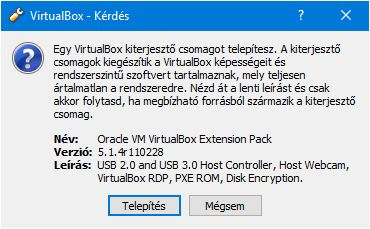 VirtualBox - Kérdés
Egy VirtualBox kiterjesztő csomagot telepítesz. A kiterjesztő
csomagok kiegészítik a VirtualBox képességeit és
rendszerszintű szoftvert tartalmaznak, mely teljesen
ártalmatlan a rendszeredre. Nézd át a lenti leírást és csak
akkor folytasd, ha megbízható forrásból származik a kiterjesztő
csomag.
Név: Oracle VM VirtualBox Extension Pack
Verzió: 5.1.4r110228
Leírás: USB 2.0 and USB 3.0 Host Controller, Host Webcam,
VirtualBox RDP, PXE ROM, Disk Encryption.
Telepítés Mégsem